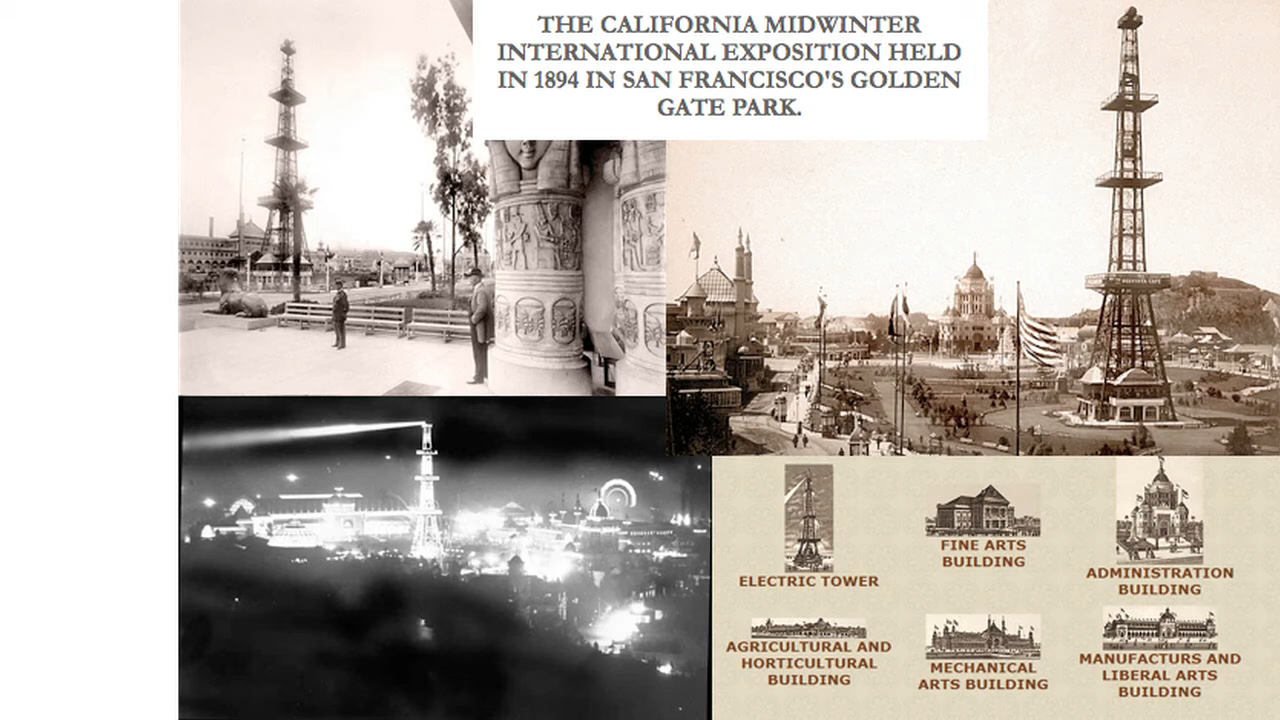 THE CALIFORNIA MIDWINTER
INTERNATIONAL EXPOSITION HELD
IN 1894 IN SAN FRANCISCO'S GOLDEN
GATE PARK.
ELECTRIC TOWER
FINE ARTS
BUILDING
ADMINISTRATION
BUILDING
AGRICULTURAL AND
HORTICULTURAL
BUILDING
MECHANICAL
ARTS BUILDING
MANUFACTURS AND
LIBERAL ARTS
BUILDING